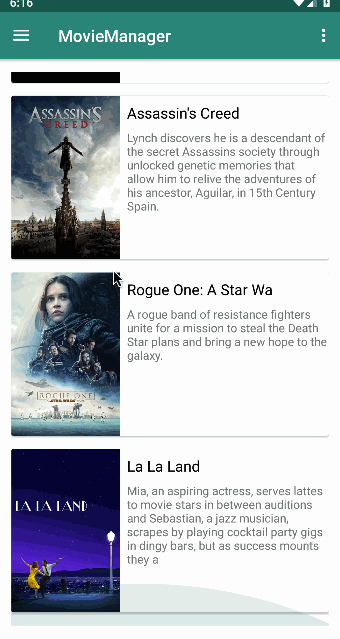 6:16
MovieManager
ASSASSIN'S
CREED
Assassin's Creed
Lynch discovers he is a descendant of
the secret Assassins society through
unlocked genetic memories that
allow him to relive the adventures of
his ancestor, Aguilar, in 15th Century
Spain.
ROGUE ONE
Rogue One: A Star Wa
A rogue band of resistance fighters
unite for a mission to steal the Death
Star plans and bring a new hope to the
galaxy.
LA LA LAND
La La Land
Mia, an aspiring actress, serves lattes
to movie stars in between auditions
and Sebastian, a jazz musician,
scrapes by playing cocktail party gigs
in dingy bars, but as success mounts
they a